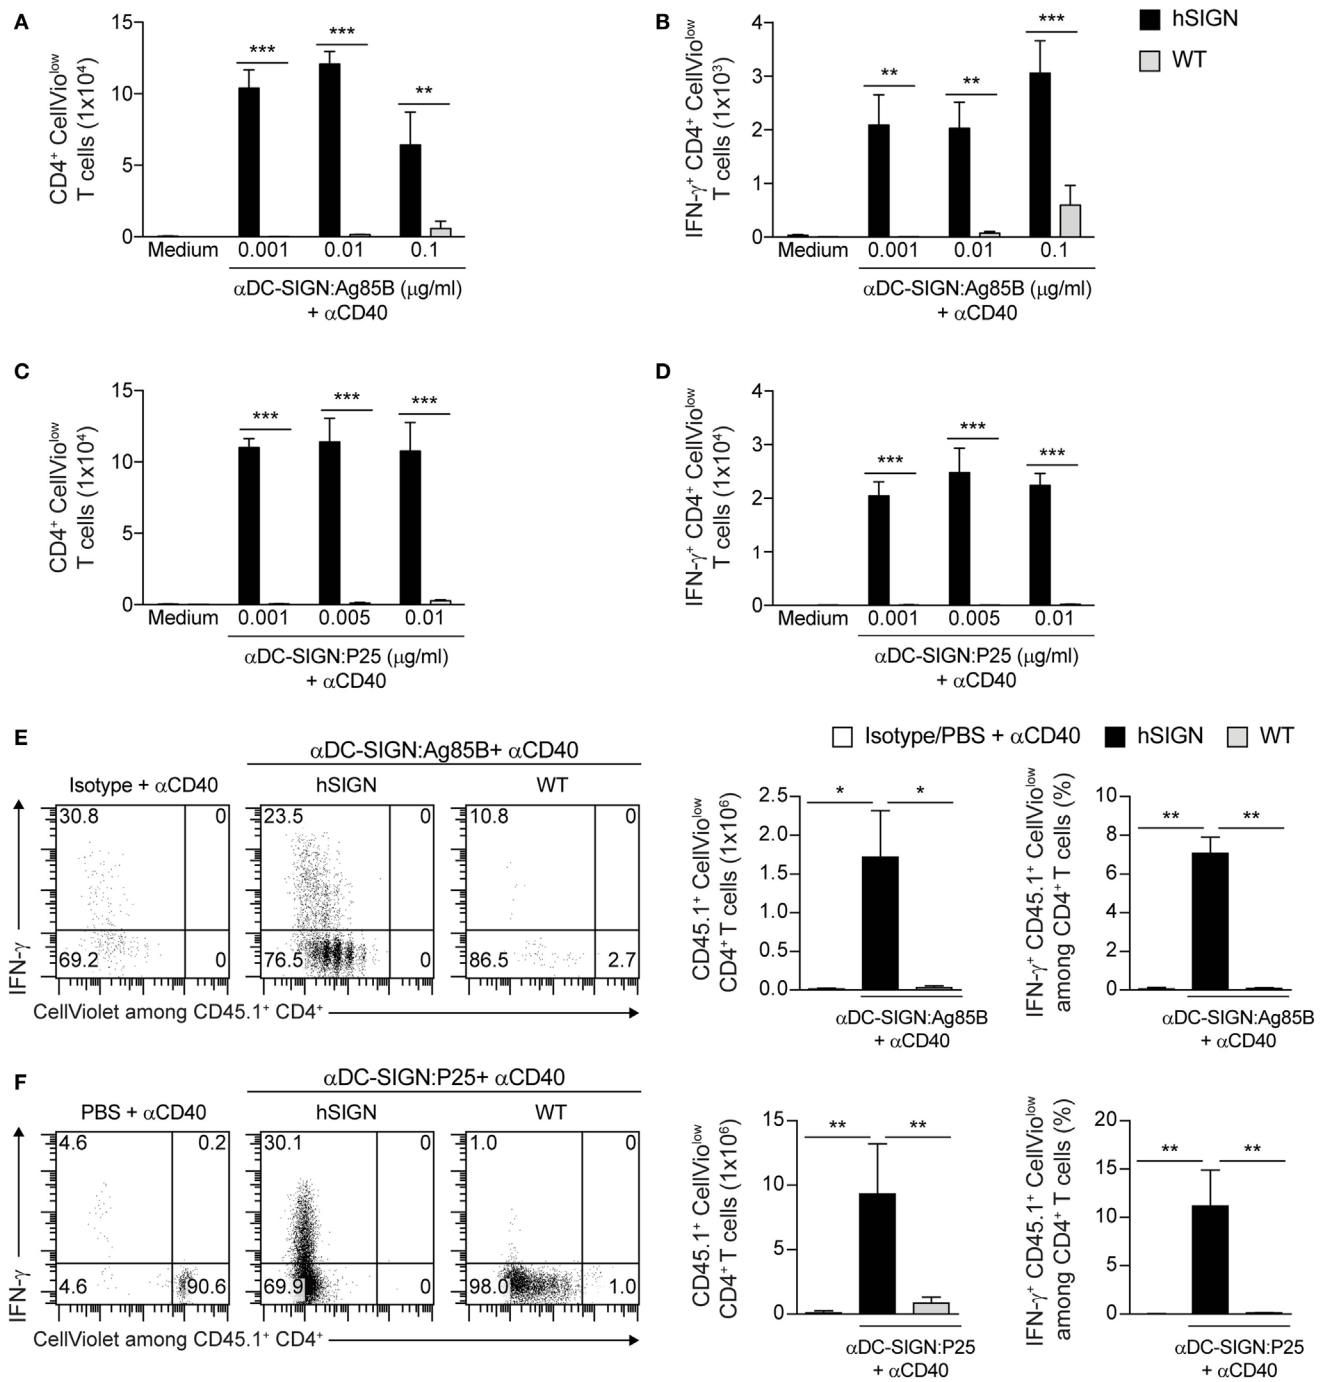 A
15
10
5
0
CD4⁺ CellVioˡᵒʷ
T cells (1x10⁴)
***
***
**
Medium
0.001
0.01
0.1
αDC-SIGN:Ag85B (μg/ml)
+ αCD40
B
4
3
2
1
0
IFN-γ⁺ CD4⁺ CellVioˡᵒʷ
T cells (1x10³)
**
**
***
Medium
0.001
0.01
0.1
αDC-SIGN:Ag85B (μg/ml)
+ αCD40
hSIGN
WT
C
15
10
5
0
CD4⁺ CellVioˡᵒʷ
T cells (1x10⁴)
***
***
***
Medium
0.001
0.005
0.01
αDC-SIGN:P25 (μg/ml)
+ αCD40
D
4
3
2
1
0
IFN-γ⁺ CD4⁺ CellVioˡᵒʷ
T cells (1x10⁴)
***
***
***
Medium
0.001
0.005
0.01
αDC-SIGN:P25 (μg/ml)
+ αCD40
E
αDC-SIGN:Ag85B+ αCD40
Isotype + αCD40
hSIGN
WT
30.8
0
69.2
0
23.5
0
76.5
0
10.8
0
86.5
2.7
IFN-γ
CellViolet among CD45.1⁺ CD4⁺
Isotype/PBS + αCD40
hSIGN
WT
2.5
2.0
1.5
1.0
0.5
0.0
CD45.1⁺ CellVioˡᵒʷ
CD4⁺ T cells (1x10⁶)
*
*
αDC-SIGN:Ag85B
+ αCD40
10
8
6
4
2
0
IFN-γ⁺ CD45.1⁺ CellVioˡᵒʷ
among CD4⁺ T cells (%)
**
**
αDC-SIGN:Ag85B
+ αCD40
F
αDC-SIGN:P25+ αCD40
PBS + αCD40
hSIGN
WT
4.6
0.2
4.6
90.6
30.1
0
69.9
0
1.0
0
98.0
1.0
IFN-γ
CellViolet among CD45.1⁺ CD4⁺
15
10
5
0
CD45.1⁺ CellVioˡᵒʷ
CD4⁺ T cells (1x10⁶)
**
**
αDC-SIGN:P25
+ αCD40
20
15
10
5
0
IFN-γ⁺ CD45.1⁺ CellVioˡᵒʷ
among CD4⁺ T cells (%)
**
**
αDC-SIGN:P25
+ αCD40